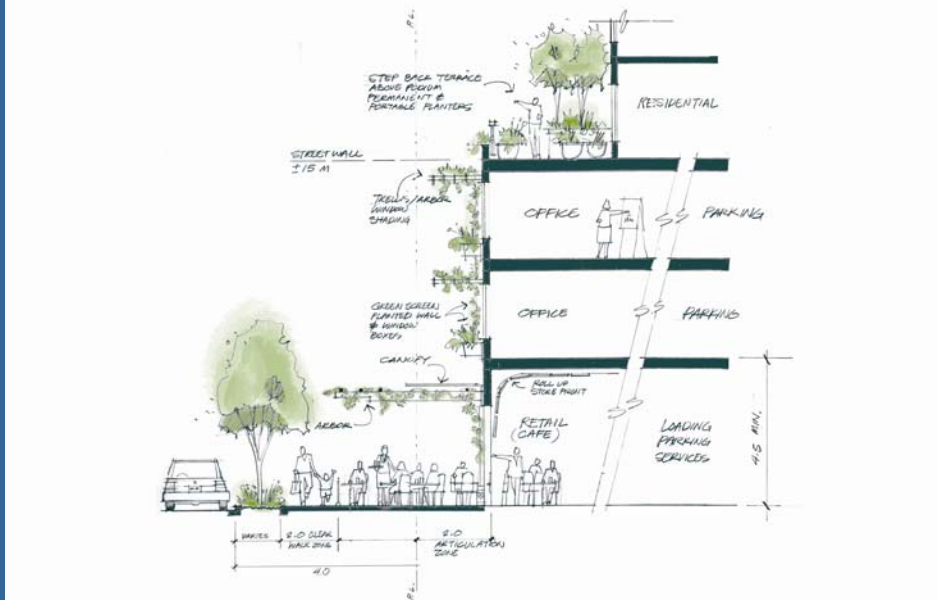 P.L.
STEP BACK TERRACE
ABOVE PODIUM
PERMANENT &
PORTABLE PLANTERS
RESIDENTIAL
STREETWALL
±15 M
TRELLIS/ARBOR
WINDOW
SHADING
OFFICE
PARKING
GREEN SCREEN
PLANTED WALL
& WINDOW
BOXES
OFFICE
PARKING
CANOPY
ROLL UP
STORE FRONT
ARBOR
RETAIL
(CAFE)
LOADING
PARKING
SERVICES
4.5 MIN.
VARIES
2.0 CLEAR
WALK ZONE
2.0
ARTICULATION
ZONE
4.0
P.L.